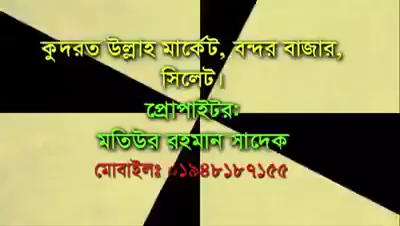 কুদরত উল্লাহ মার্কেট, বন্দর বাজার,
সিলেট।
প্রোপাইটর:
মতিউর রহমান সাদেক
মোবাইলঃ ০১৯৪৮১৮৭১৫৫